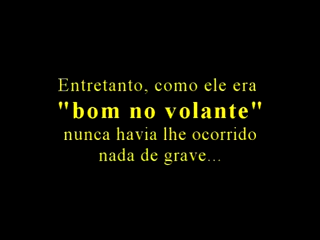 Entretanto, como ele era
"bom no volante"
nunca havia lhe ocorrido
nada de grave...